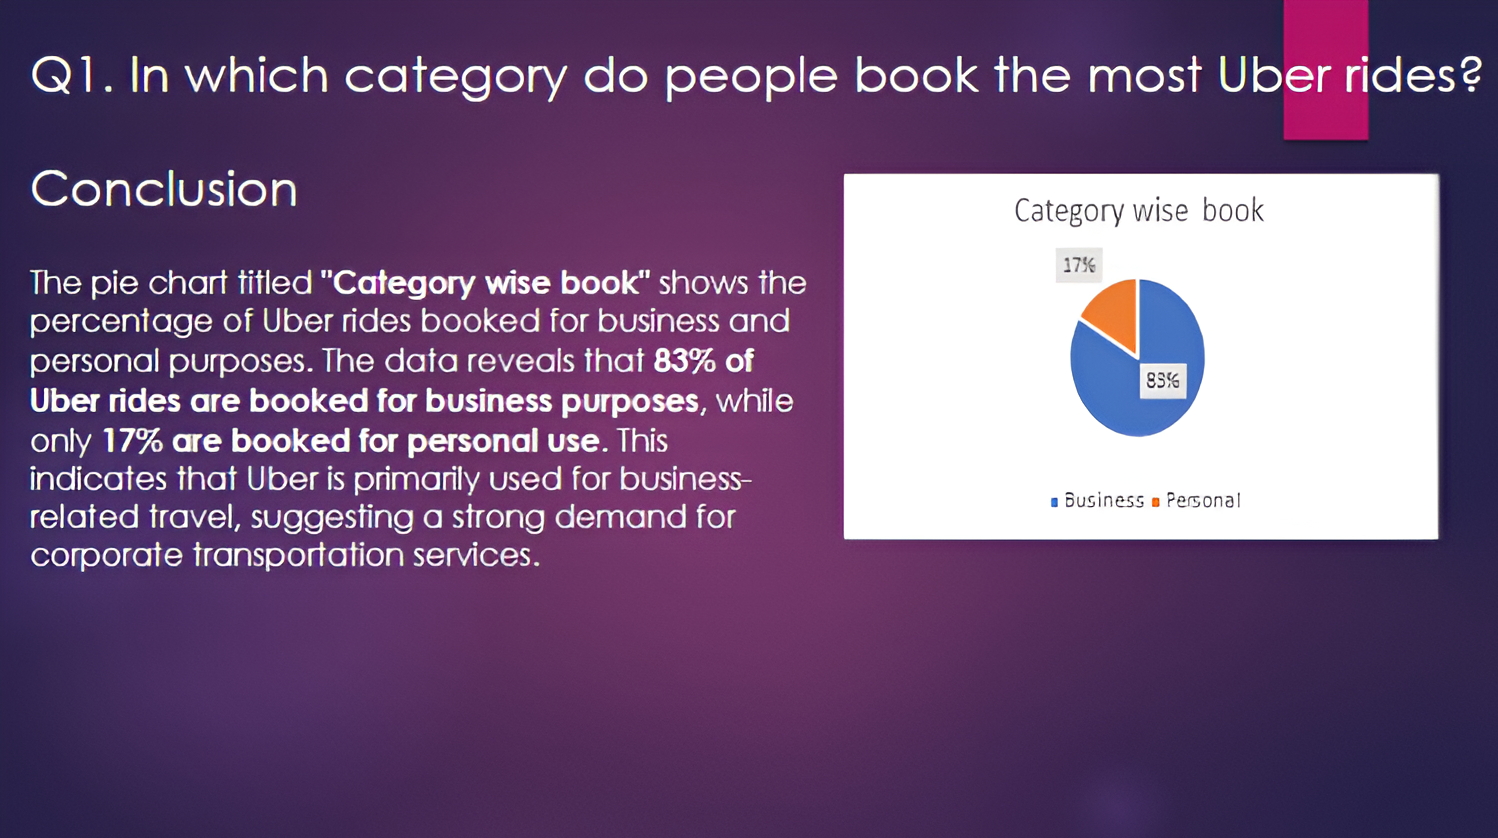 Q1. In which category do people book the most Uber rides?
Conclusion
The pie chart titled "Category wise book" shows the
percentage of Uber rides booked for business and
personal purposes. The data reveals that 83% of
Uber rides are booked for business purposes, while
only 17% are booked for personal use. This
indicates that Uber is primarily used for business-
related travel, suggesting a strong demand for
corporate transportation services.
Category wise book
17%
83%
Business Personal